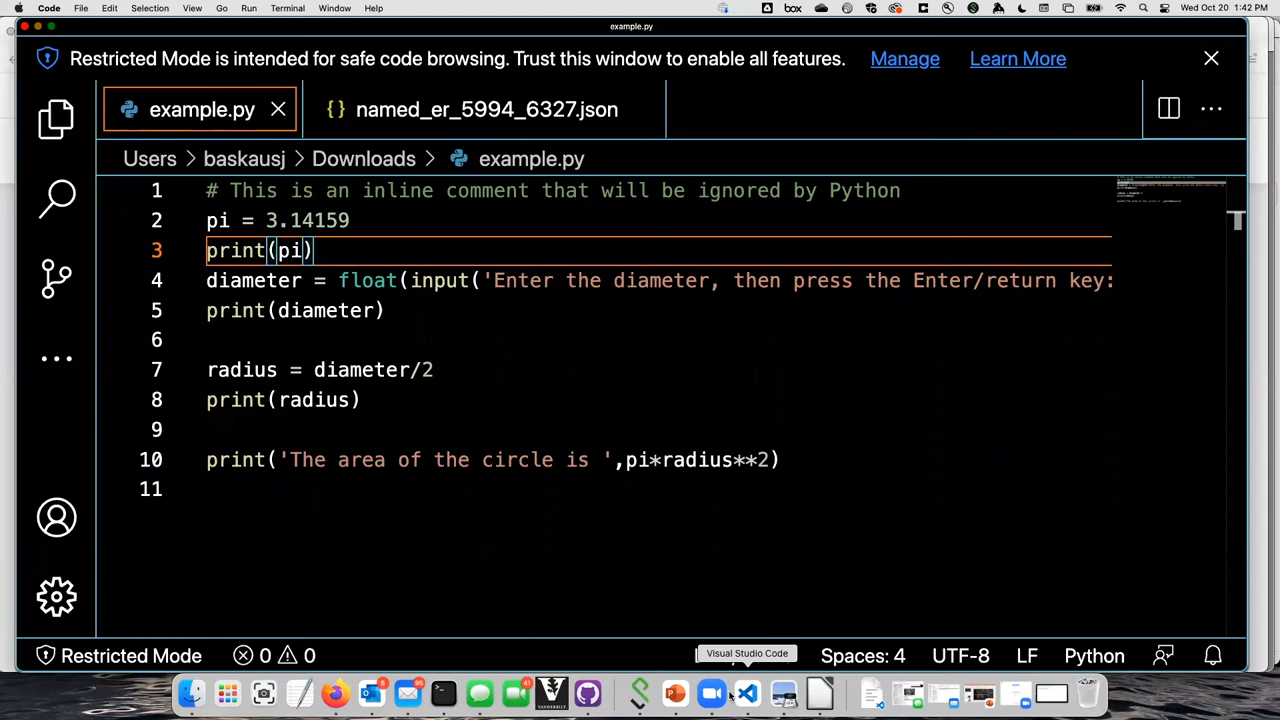 Code File Edit Selection View Go Run Terminal Window Help box Wed Oct 20 1:42 PM
example.py
Restricted Mode is intended for safe code browsing. Trust this window to enable all features. Manage Learn More
example.py {} named_er_5994_6327.json
Users > baskausj > Downloads > example.py
1 # This is an inline comment that will be ignored by Python
2 pi = 3.14159
3 print(pi)
4 diameter = float(input('Enter the diameter, then press the Enter/return key:
5 print(diameter)
6
7 radius = diameter/2
8 print(radius)
9
10 print('The area of the circle is ',pi*radius**2)
11
Restricted Mode 0 0 Spaces: 4 UTF-8 LF Python
Visual Studio Code
VANDERBILT